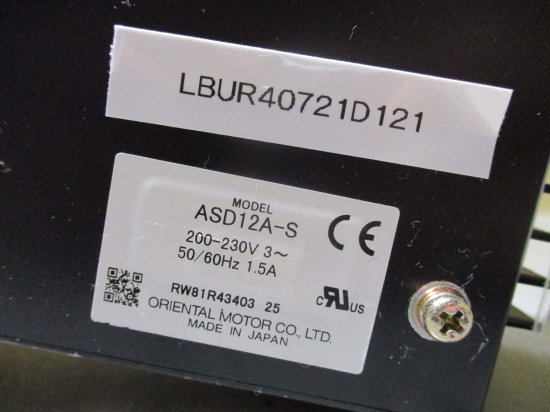 LBUR40721D121
MODEL
ASD12A-S
200-230V 3~
50/60Hz 1.5A
CE
RW81R43403 25
c RU US
ORIENTAL MOTOR CO., LTD.
MADE IN JAPAN